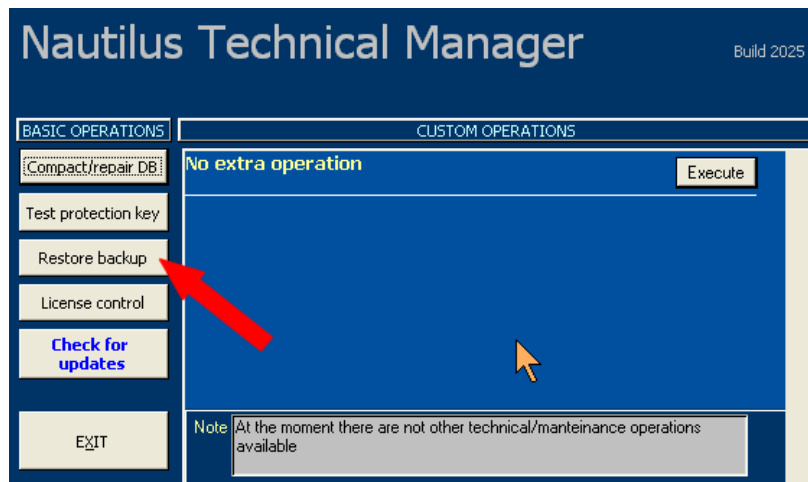 Nautilus Technical Manager
Build 2025
BASIC OPERATIONS
CUSTOM OPERATIONS
Compact/repair DB
No extra operation
Execute
Test protection key
Restore backup
License control
Check for
updates
EXIT
Note
At the moment there are not other technical/manteinance operations
available